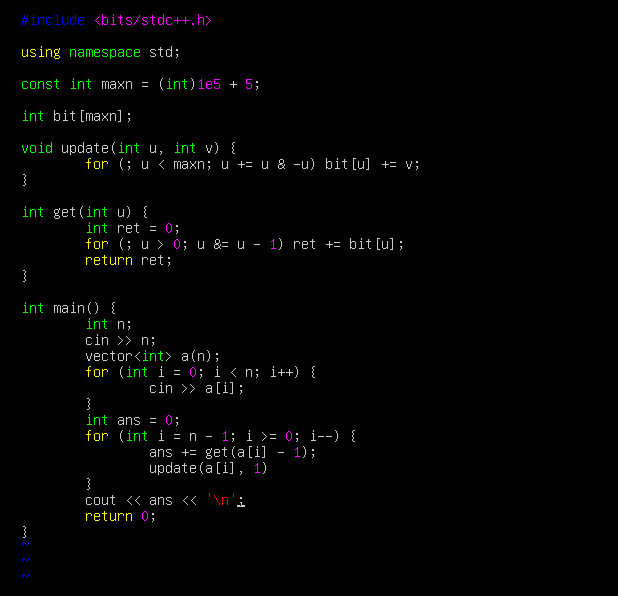 #include <bits/stdc++.h>

using namespace std;

const int maxn = (int)1e5 + 5;

int bit[maxn];

void update(int u, int v) {
        for (; u < maxn; u += u & -u) bit[u] += v;
}

int get(int u) {
        int ret = 0;
        for (; u > 0; u &= u - 1) ret += bit[u];
        return ret;
}

int main() {
        int n;
        cin >> n;
        vector<int> a(n);
        for (int i = 0; i < n; i++) {
                cin >> a[i];
        }
        int ans = 0;
        for (int i = n - 1; i >= 0; i--) {
                ans += get(a[i] - 1);
                update(a[i], 1)
        }
        cout << ans << '\n';
        return 0;
}
~
~
~